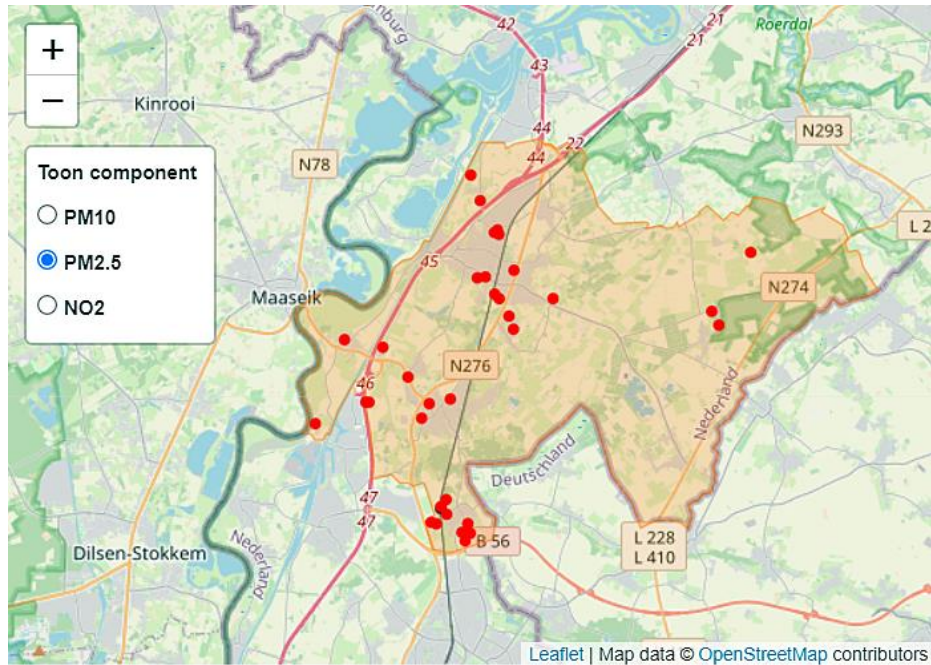 42
21
21
Roerdal
43
+
−
Kinrooi
N293
44
22
44
N78
Toon component
PM10
PM2.5
NO2
45
Maaseik
N274
N276
46
Nederland
Deutschland
47
47
Nederland
B 56
L 228
L 410
Dilsen-Stokkem
Leaflet | Map data © OpenStreetMap contributors